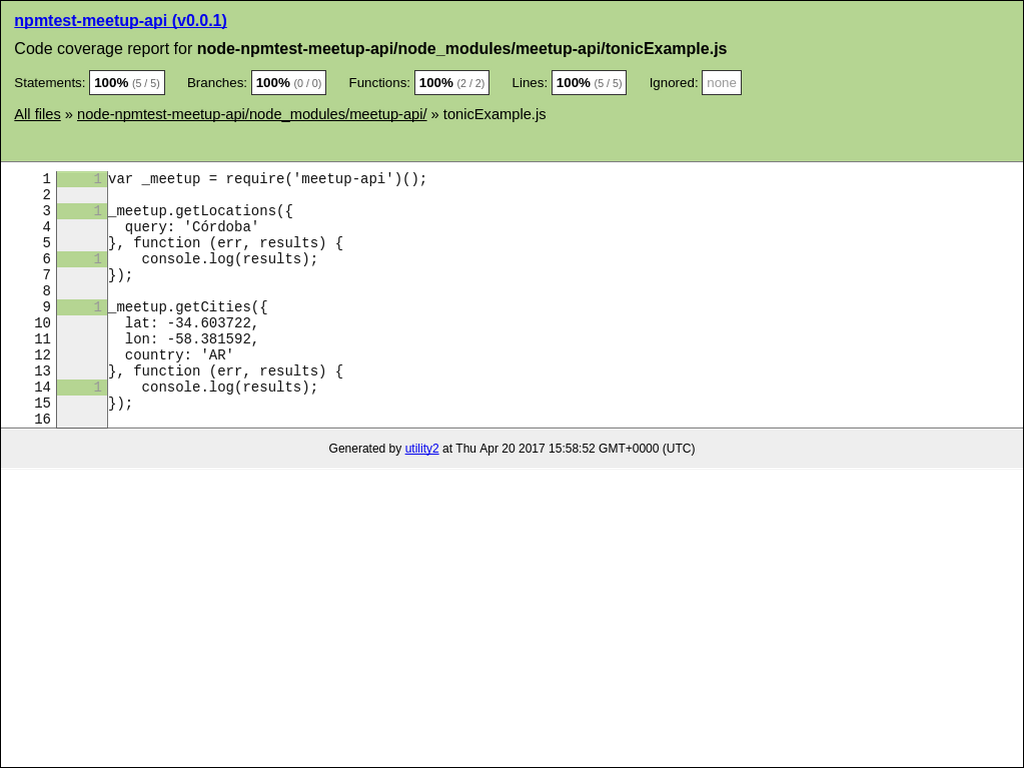 npmtest-meetup-api (v0.0.1)
Code coverage report for node-npmtest-meetup-api/node_modules/meetup-api/tonicExample.js
Statements: 100% (5 / 5) Branches: 100% (0 / 0) Functions: 100% (2 / 2) Lines: 100% (5 / 5) Ignored: none
All files » node-npmtest-meetup-api/node_modules/meetup-api/ » tonicExample.js
1 1 var _meetup = require('meetup-api')();
2
3 1 _meetup.getLocations({
4 query: 'Córdoba'
5 }, function (err, results) {
6 1 console.log(results);
7 });
8
9 1 _meetup.getCities({
10 lat: -34.603722,
11 lon: -58.381592,
12 country: 'AR'
13 }, function (err, results) {
14 1 console.log(results);
15 });
16
Generated by utility2 at Thu Apr 20 2017 15:58:52 GMT+0000 (UTC)